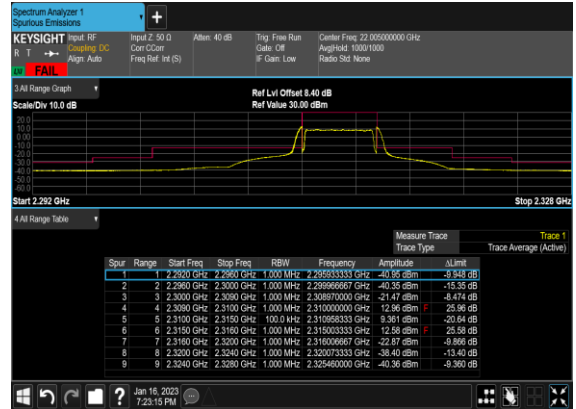 Spectrum Analyzer 1
Spurious Emissions
KEYSIGHT Input: RF
R T Coupling: DC
Align: Auto
Input Z: 50 Ω
Corr CCorr
Freq Ref: Int (S)
Atten: 40 dB
Trig: Free Run
Gate: Off
IF Gain: Low
Center Freq: 22.005000000 GHz
Avg|Hold: 1000/1000
Radio Std: None
FAIL
3 All Range Graph
Scale/Div 10.0 dB
Ref Lvl Offset 8.40 dB
Ref Value 30.00 dBm
20.0
10.0
0.00
-10.0
-20.0
-30.0
-40.0
-50.0
-60.0
Start 2.292 GHz
Stop 2.328 GHz
4 All Range Table
Measure Trace Trace 1
Trace Type Trace Average (Active)
Spur Range Start Freq Stop Freq RBW Frequency Amplitude ΔLimit
1 1 2.2920 GHz 2.2960 GHz 1.000 MHz 2.295933333 GHz -40.95 dBm -9.948 dB
2 2 2.2960 GHz 2.3000 GHz 1.000 MHz 2.299966667 GHz -40.35 dBm -15.35 dB
3 3 2.3000 GHz 2.3090 GHz 1.000 MHz 2.308970000 GHz -21.47 dBm -8.474 dB
4 4 2.3090 GHz 2.3100 GHz 1.000 MHz 2.310000000 GHz 12.96 dBm F 25.96 dB
5 5 2.3100 GHz 2.3150 GHz 100.0 kHz 2.310958333 GHz 9.361 dBm -20.64 dB
6 6 2.3150 GHz 2.3160 GHz 1.000 MHz 2.315003333 GHz 12.58 dBm F 25.58 dB
7 7 2.3160 GHz 2.3200 GHz 1.000 MHz 2.316006667 GHz -22.87 dBm -9.866 dB
8 8 2.3200 GHz 2.3240 GHz 1.000 MHz 2.320073333 GHz -38.40 dBm -13.40 dB
9 9 2.3240 GHz 2.3280 GHz 1.000 MHz 2.325460000 GHz -40.36 dBm -9.360 dB
?
Jan 16, 2023
7:23:15 PM